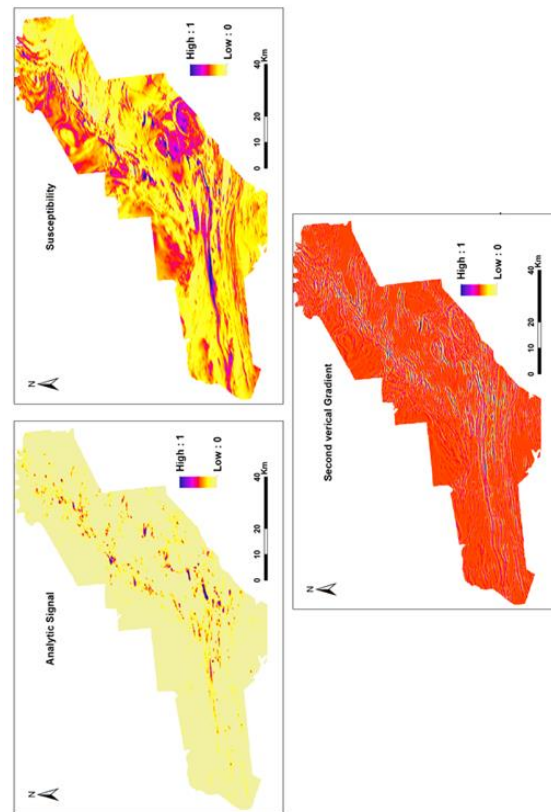 N
Analytic Signal
High : 1
Low : 0
0 10 20 40
Km
N
Susceptibility
High : 1
Low : 0
0 10 20 40
Km
N
Second verical Gradient
High : 1
Low : 0
0 10 20 40
Km